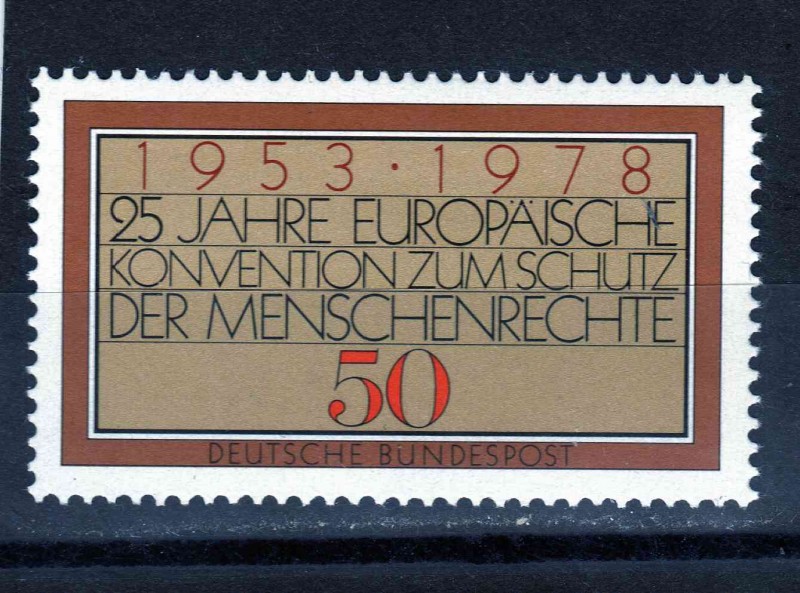 1953 · 1978
25 JAHRE EUROPÄISCHE
KONVENTION ZUM SCHUTZ
DER MENSCHENRECHTE
50
DEUTSCHE BUNDESPOST